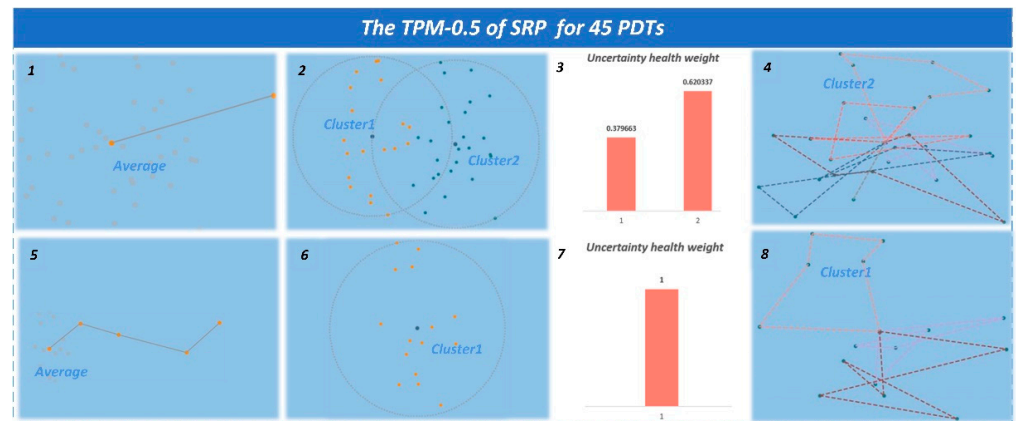 The TPM-0.5 of SRP for 45 PDTs
1
Average
2
Cluster1
Cluster2
3
Uncertainty health weight
0.620337
0.379663
1 2
4
Cluster2
5
Average
6
Cluster1
7
Uncertainty health weight
1
1
8
Cluster1